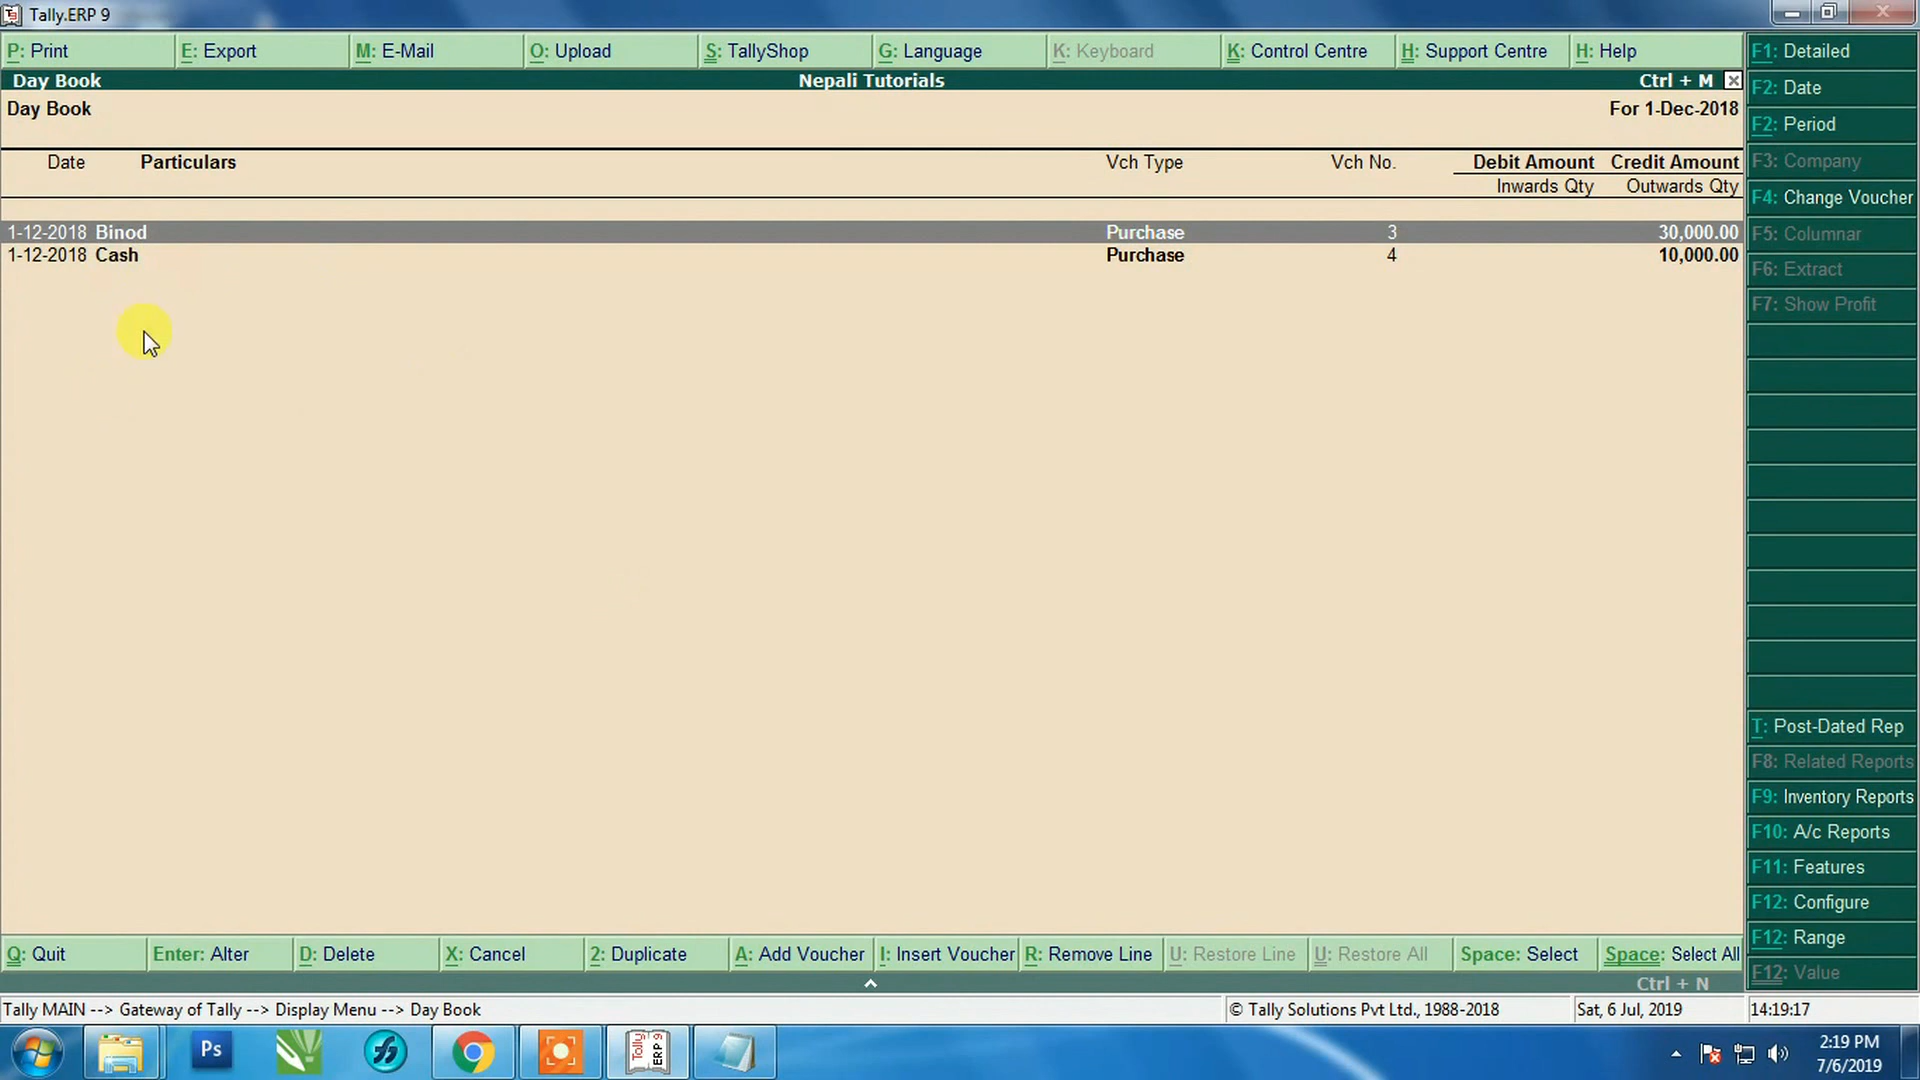 Tally.ERP 9
P: Print E: Export M: E-Mail O: Upload S: TallyShop G: Language K: Keyboard K: Control Centre H: Support Centre H: Help
Day Book Nepali Tutorials Ctrl + M
Day Book For 1-Dec-2018
Date Particulars Vch Type Vch No. Debit Amount Credit Amount
Inwards Qty Outwards Qty
1-12-2018 Binod Purchase 3 30,000.00
1-12-2018 Cash Purchase 4 10,000.00
F1: Detailed
F2: Date
F2: Period
F3: Company
F4: Change Voucher
F5: Columnar
F6: Extract
F7: Show Profit
T: Post-Dated Rep
F8: Related Reports
F9: Inventory Reports
F10: A/c Reports
F11: Features
F12: Configure
F12: Range
F12: Value
Q: Quit Enter: Alter D: Delete X: Cancel 2: Duplicate A: Add Voucher I: Insert Voucher R: Remove Line U: Restore Line U: Restore All Space: Select Space: Select All
Ctrl + N
Tally MAIN --> Gateway of Tally --> Display Menu --> Day Book © Tally Solutions Pvt Ltd., 1988-2018 Sat, 6 Jul, 2019 14:19:17
Ps
Tally ERP 9
2:19 PM
7/6/2019